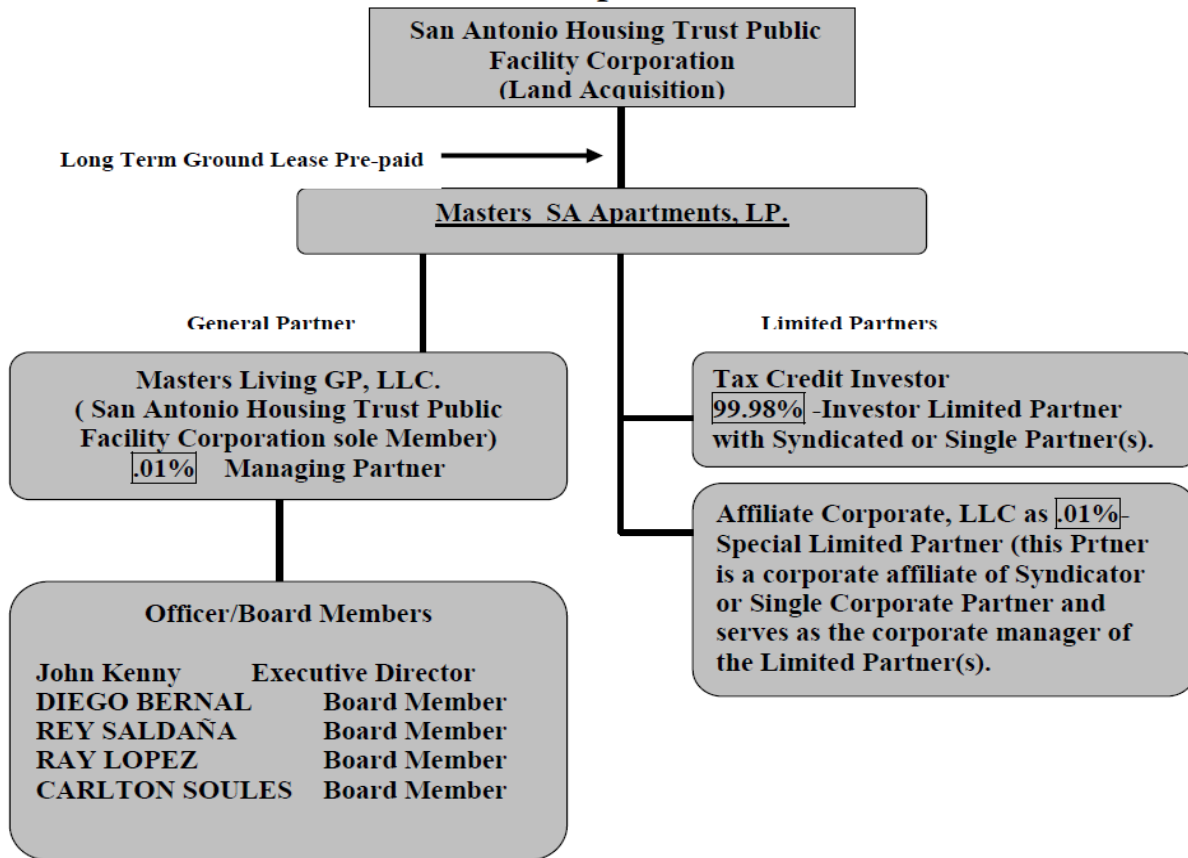 San Antonio Housing Trust Public
Facility Corporation
(Land Acquisition)
Long Term Ground Lease Pre-paid
Masters SA Apartments, LP.
General Partner
Limited Partners
Masters Living GP, LLC.
( San Antonio Housing Trust Public
Facility Corporation sole Member)
.01% Managing Partner
Tax Credit Investor
99.98% -Investor Limited Partner
with Syndicated or Single Partner(s).
Affiliate Corporate, LLC as .01%-
Special Limited Partner (this Prtner
is a corporate affiliate of Syndicator
or Single Corporate Partner and
serves as the corporate manager of
the Limited Partner(s).
Officer/Board Members
John Kenny Executive Director
DIEGO BERNAL Board Member
REY SALDAÑA Board Member
RAY LOPEZ Board Member
CARLTON SOULES Board Member